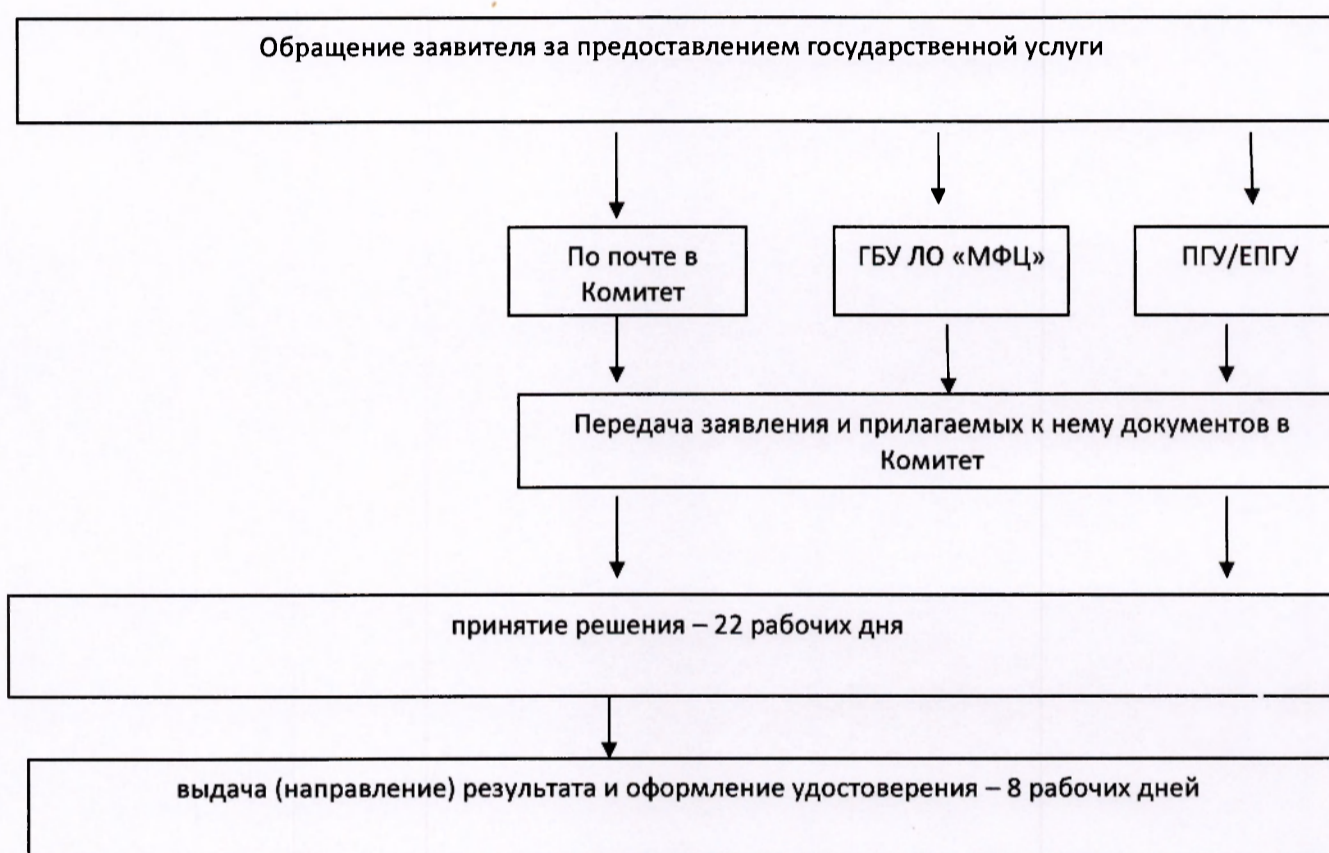 Обращение заявителя за предоставлением государственной услуги
По почте в
Комитет
ГБУ ЛО «МФЦ»
ПГУ/ЕПГУ
Передача заявления и прилагаемых к нему документов в
Комитет
принятие решения – 22 рабочих дня
выдача (направление) результата и оформление удостоверения – 8 рабочих дней